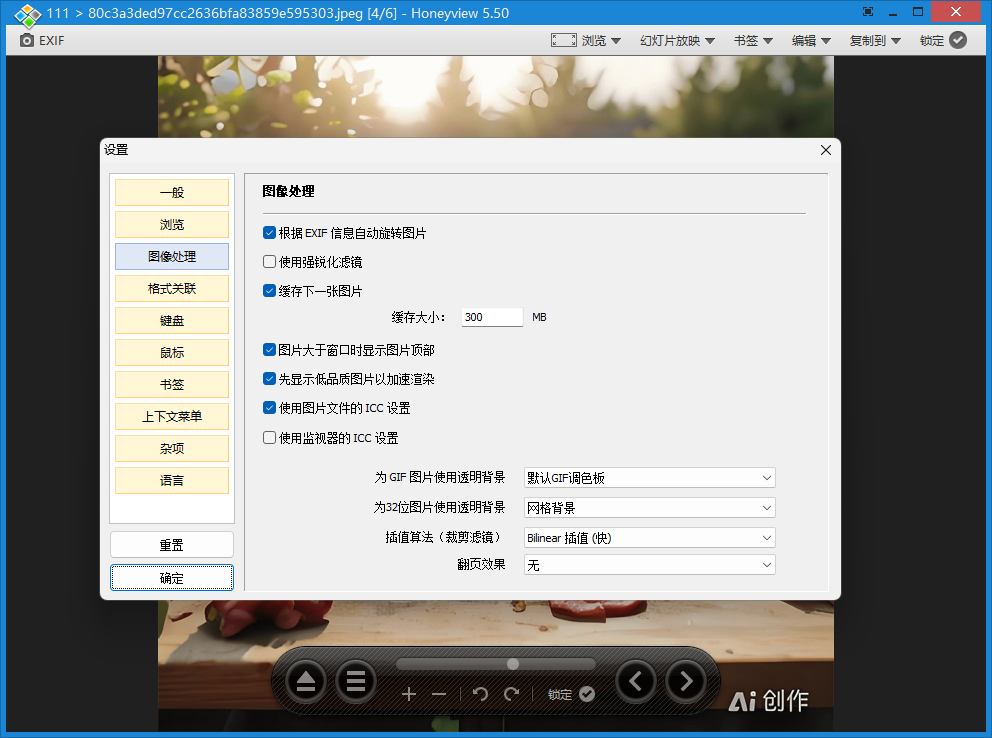 111 > 80c3a3ded97cc2636bfa83859e595303.jpeg [4/6] - Honeyview 5.50
EXIF
浏览
幻灯片放映
书签
编辑
复制到
锁定
设置
一般
浏览
图像处理
格式关联
键盘
鼠标
书签
上下文菜单
杂项
语言
重置
确定
图像处理
根据 EXIF 信息自动旋转图片
使用强锐化滤镜
缓存下一张图片
缓存大小： 300 MB
图片大于窗口时显示图片顶部
先显示低品质图片以加速渲染
使用图片文件的 ICC 设置
使用监视器的 ICC 设置
为 GIF 图片使用透明背景 默认GIF调色板
为32位图片使用透明背景 网格背景
插值算法（裁剪滤镜） Bilinear 插值 (快)
翻页效果 无
锁定
Ai 创作